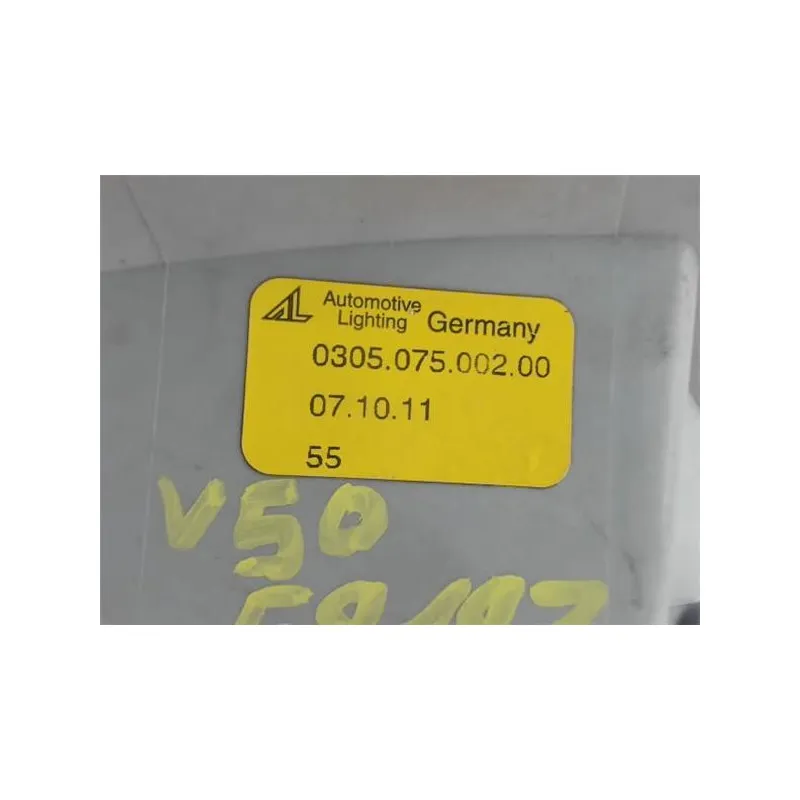 AL Automotive Lighting Germany
0305.075.002.00
07.10.11
55
V50